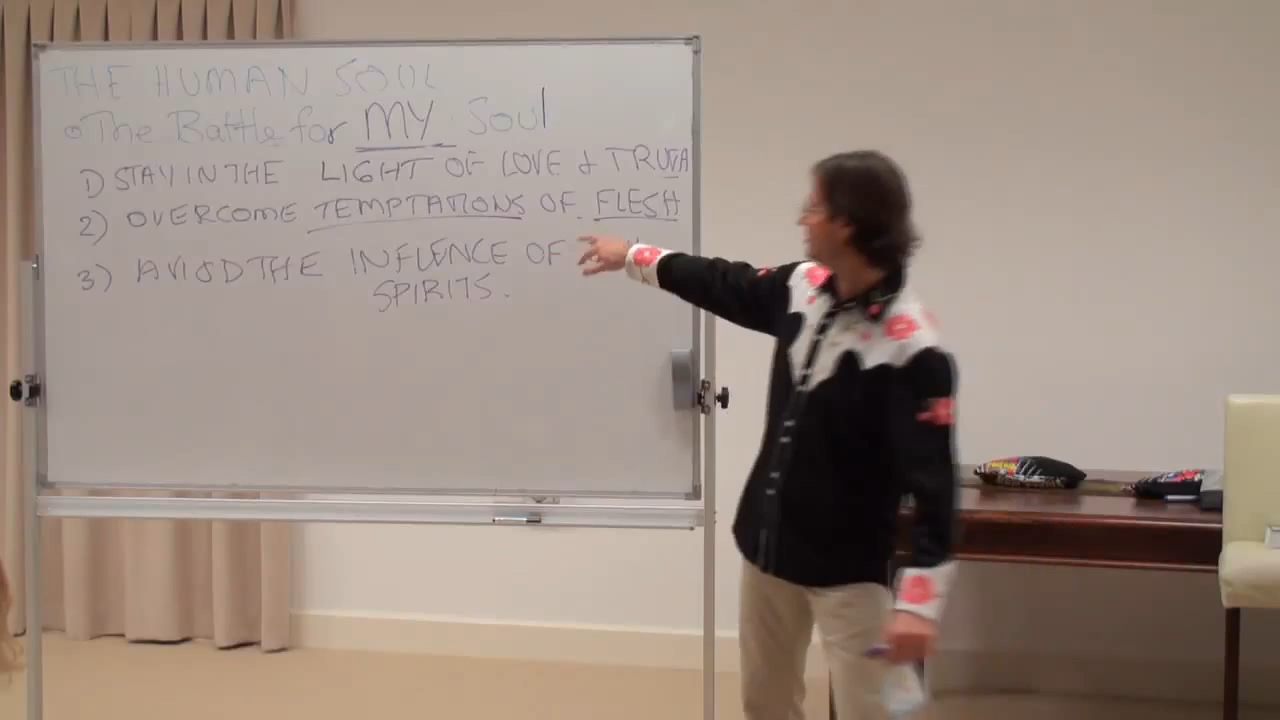 THE HUMAN SOUL
• The Battle for MY Soul
1) STAY IN THE LIGHT OF LOVE & TRUTH
2) OVERCOME TEMPTATIONS OF FLESH
3) AVIOD THE INFLENCE OF
SPIRITS.